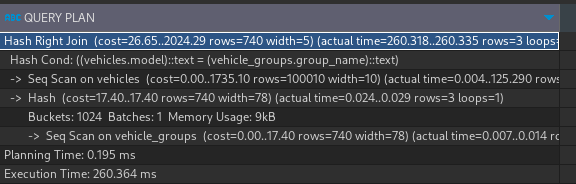 ABC QUERY PLAN
Hash Right Join (cost=26.65..2024.29 rows=740 width=5) (actual time=260.318..260.335 rows=3 loops=
Hash Cond: ((vehicles.model)::text = (vehicle_groups.group_name)::text)
-> Seq Scan on vehicles (cost=0.00..1735.10 rows=100010 width=10) (actual time=0.004..125.290 rows
-> Hash (cost=17.40..17.40 rows=740 width=78) (actual time=0.024..0.029 rows=3 loops=1)
Buckets: 1024 Batches: 1 Memory Usage: 9kB
-> Seq Scan on vehicle_groups (cost=0.00..17.40 rows=740 width=78) (actual time=0.007..0.014 ro
Planning Time: 0.195 ms
Execution Time: 260.364 ms